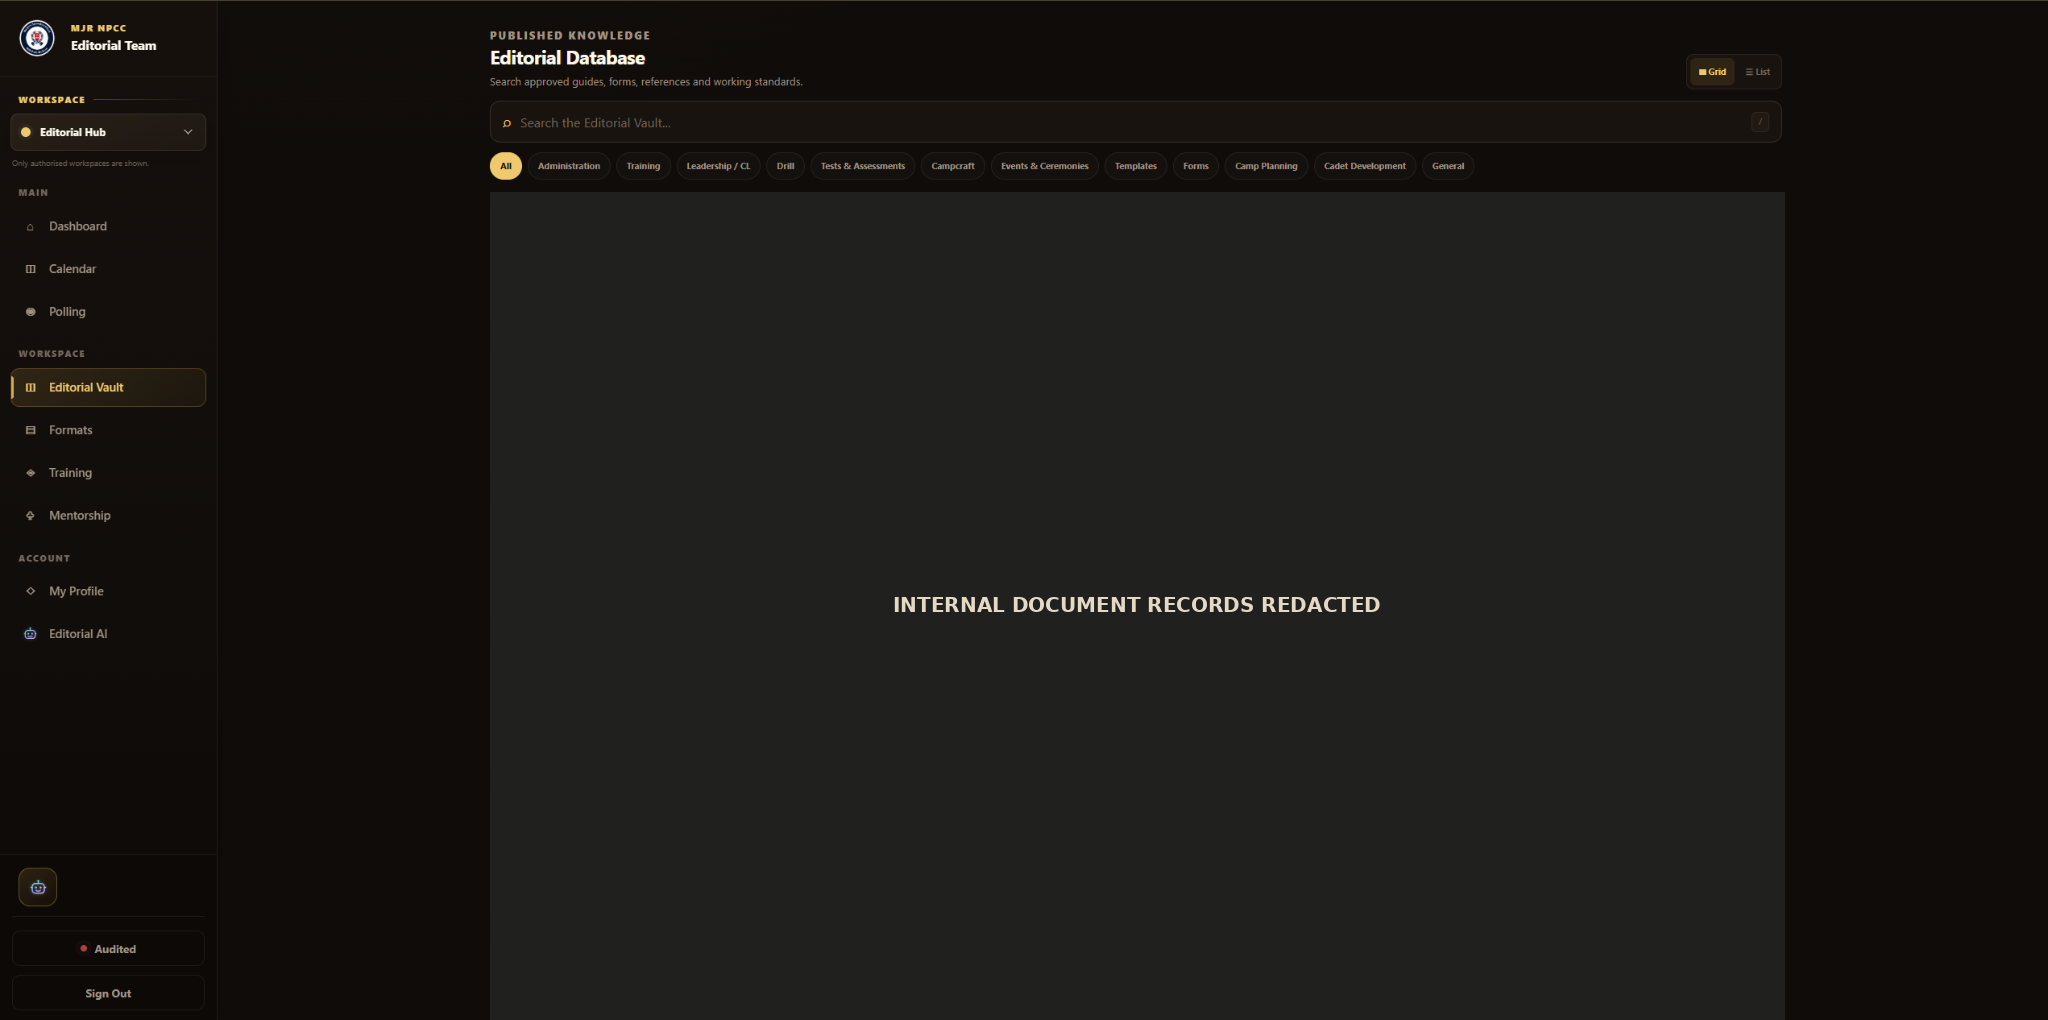 MJR NPCC
Editorial Team
WORKSPACE
Editorial Hub
Only authorised workspaces are shown.
MAIN
Dashboard
Calendar
Polling
WORKSPACE
Editorial Vault
Formats
Training
Mentorship
ACCOUNT
My Profile
Editorial AI
Audited
Sign Out
PUBLISHED KNOWLEDGE
Editorial Database
Search approved guides, forms, references and working standards.
Grid
List
Search the Editorial Vault...
/
All
Administration
Training
Leadership / CL
Drill
Tests & Assessments
Campcraft
Events & Ceremonies
Templates
Forms
Camp Planning
Cadet Development
General
INTERNAL DOCUMENT RECORDS REDACTED